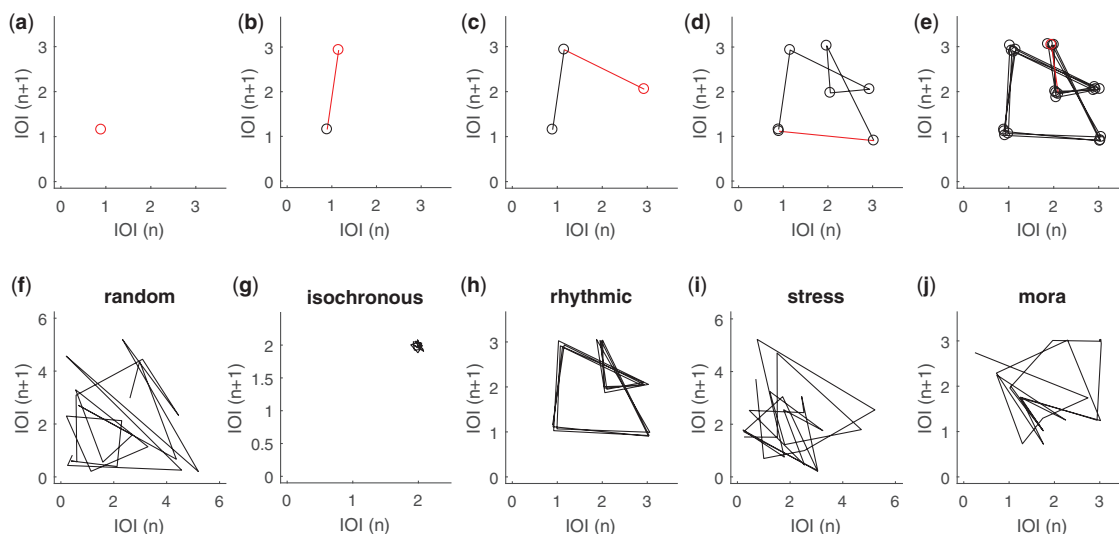 (a) (b) (c) (d) (e)
IOI (n+1) IOI (n+1) IOI (n+1) IOI (n+1) IOI (n+1)
3 3 3 3 3
2 2 2 2 2
1 1 1 1 1
0 0 0 0 0
0 1 2 3 0 1 2 3 0 1 2 3 0 1 2 3 0 1 2 3
IOI (n) IOI (n) IOI (n) IOI (n) IOI (n)
(f) random (g) isochronous (h) rhythmic (i) stress (j) mora
IOI (n+1) IOI (n+1) IOI (n+1) IOI (n+1) IOI (n+1)
6 2 3 6 3
4 1.5 2 4 2
2 1 1 2 1
0 0.5 0 0 0
0
0 2 4 6 0 1 2 0 1 2 3 0 2 4 6 0 1 2 3
IOI (n) IOI (n) IOI (n) IOI (n) IOI (n)